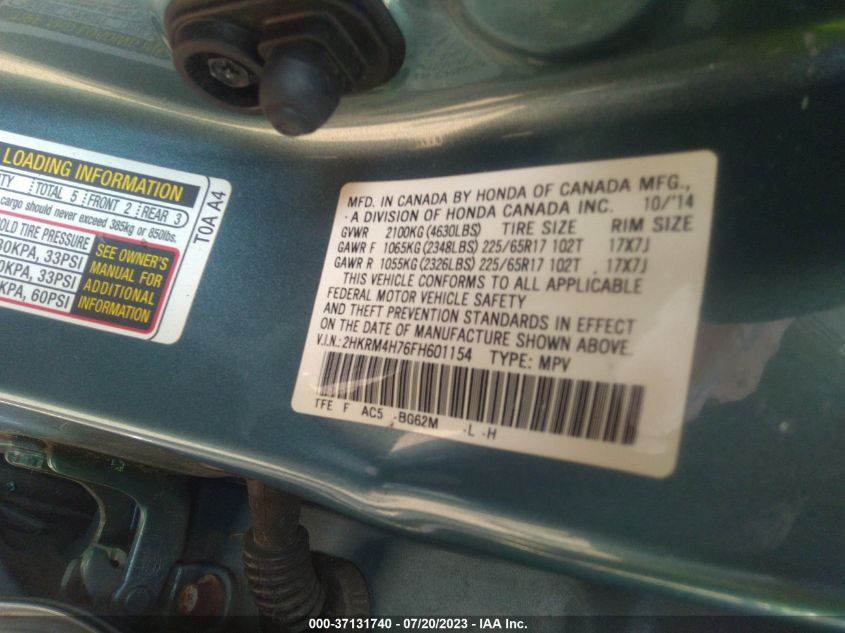 LOADING INFORMATION
TOTAL 5 FRONT 2 REAR 3
cargo should never exceed 385kg or 850lbs.
OLD TIRE PRESSURE
30KPA, 33PSI
0KPA, 33PSI
KPA, 60PSI
SEE OWNER'S
MANUAL FOR
ADDITIONAL
INFORMATION
T0A A4
MFD. IN CANADA BY HONDA OF CANADA MFG.,
A DIVISION OF HONDA CANADA INC. 10/'14
GVWR 2100KG (4630LBS) TIRE SIZE RIM SIZE
GAWR F 1065KG (2348LBS) 225/65R17 102T 17X7J
GAWR R 1055KG (2326LBS) 225/65R17 102T 17X7J
THIS VEHICLE CONFORMS TO ALL APPLICABLE
FEDERAL MOTOR VEHICLE SAFETY
AND THEFT PREVENTION STANDARDS IN EFFECT
ON THE DATE OF MANUFACTURE SHOWN ABOVE.
V.I.N.: 2HKRM4H76FH601154 TYPE: MPV
TFE F AC5 -BG62M -L -H
000-37131740 - 07/20/2023 - IAA Inc.